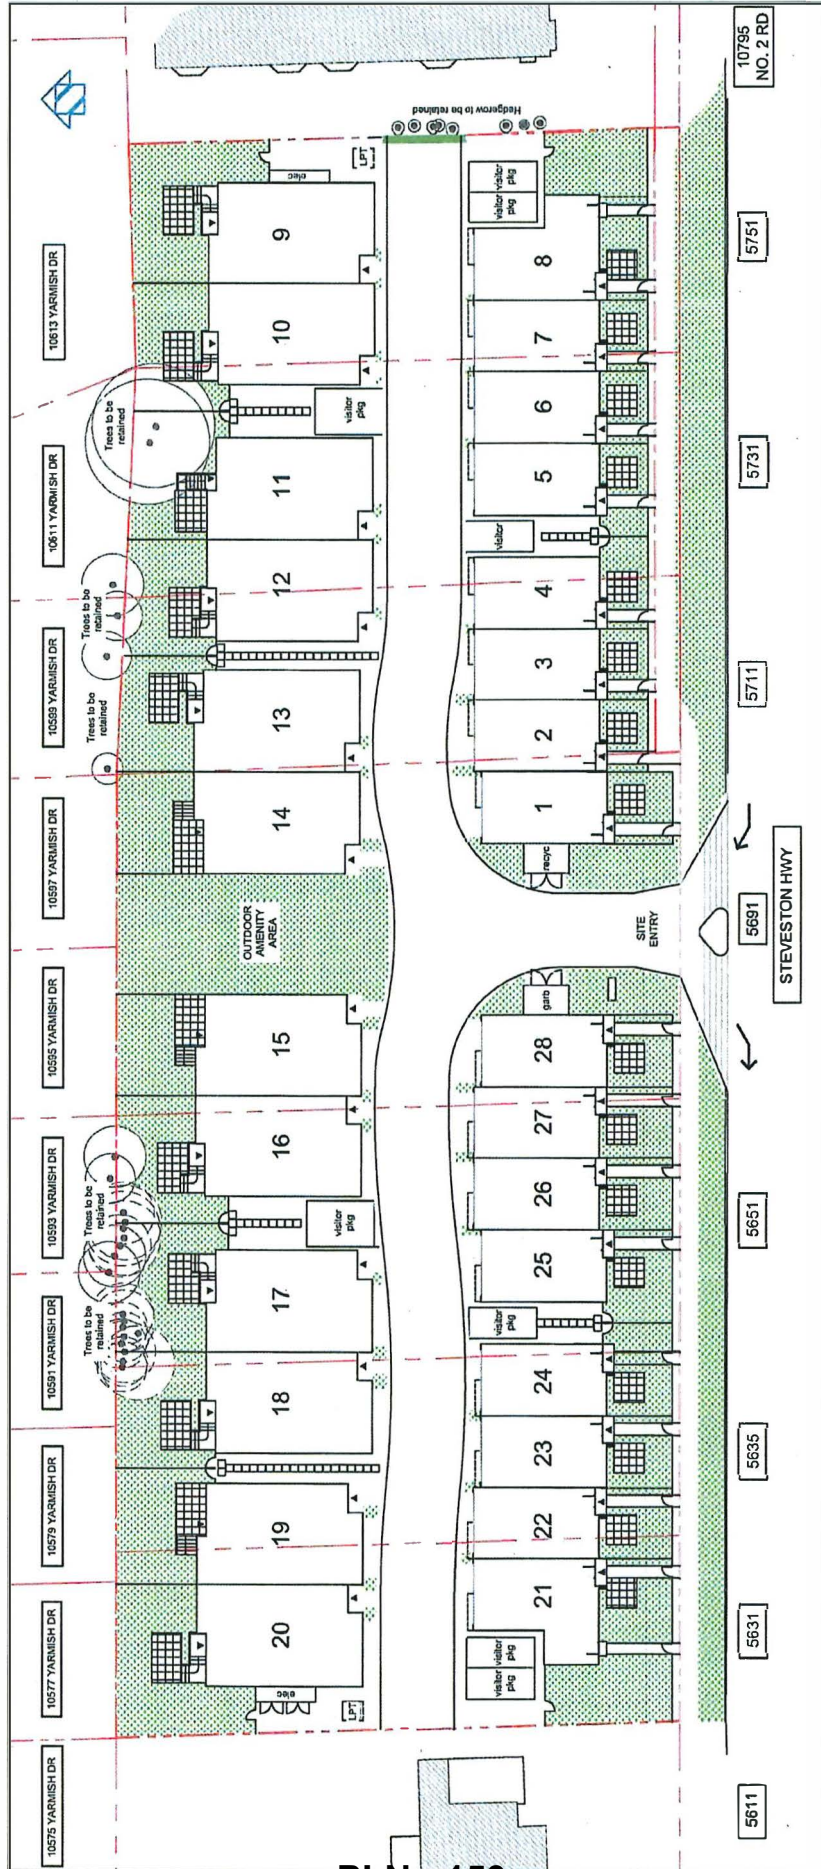 10575 YARMISH DR
10577 YARMISH DR
10579 YARMISH DR
10591 YARMISH DR
10593 YARMISH DR
10595 YARMISH DR
10597 YARMISH DR
10599 YARMISH DR
10611 YARMISH DR
10613 YARMISH DR
Trees to be
retained
Trees to be
retained
Trees to be
retained
Trees to be
retained
Trees to be
retained
elec
LPT
20
19
18
17
visitor
pkg
16
15
OUTDOOR
AMENITY
AREA
14
13
12
11
visitor
pkg
10
9
elec
LPT
Hedgerow to be retained
visitor
pkg
visitor
pkg
21
22
23
24
visitor
pkg
25
26
27
28
garb
SITE
ENTRY
recyc
1
2
3
4
visitor
5
6
7
8
visitor
pkg
visitor
pkg
5611
5631
5635
5651
5691
5711
5731
5751
10795
NO. 2 RD
STEVESTON HWY